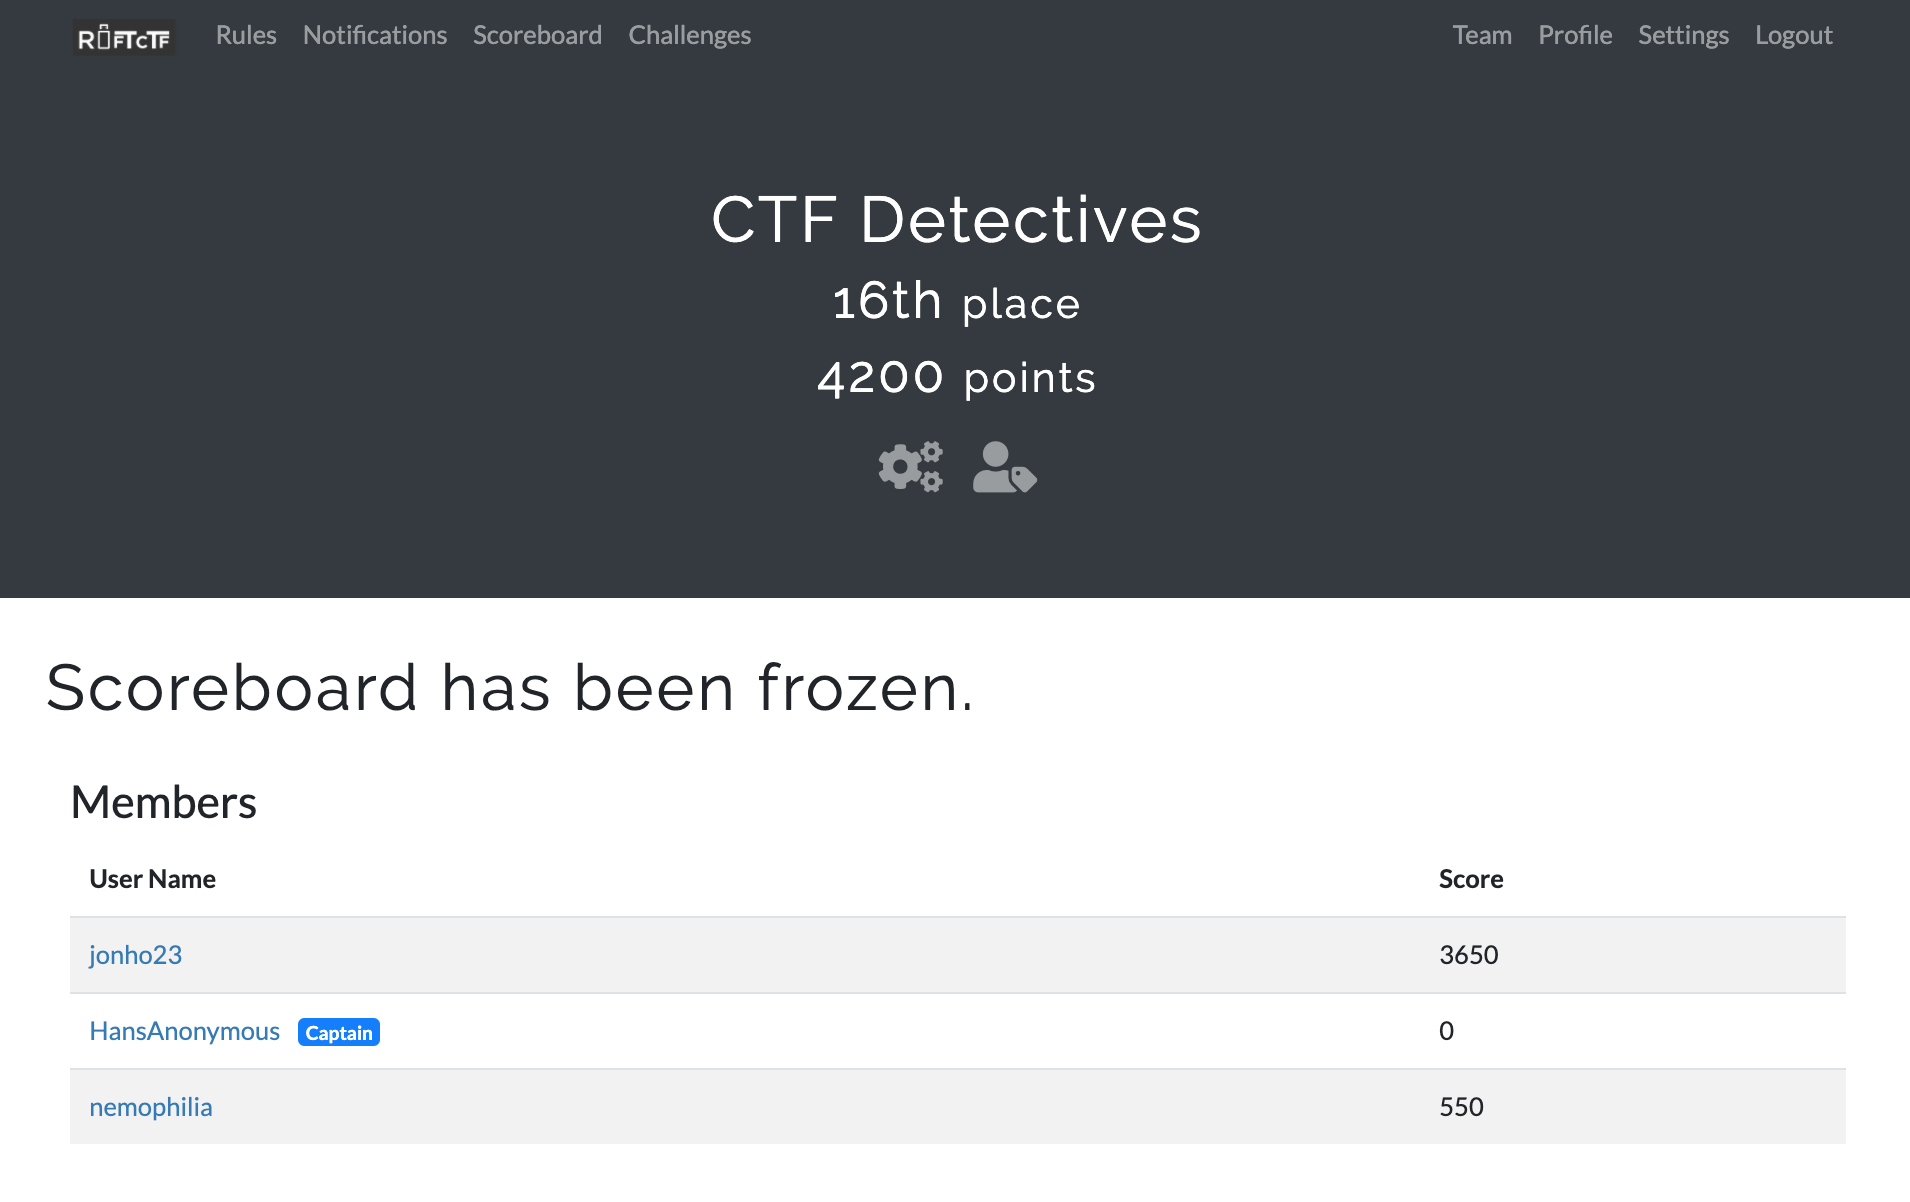 Rules Notifications Scoreboard Challenges Team Profile Settings Logout
CTF Detectives
16th place
4200 points
Scoreboard has been frozen.
Members
User Name Score
jonho23 3650
HansAnonymous Captain 0
nemophilia 550